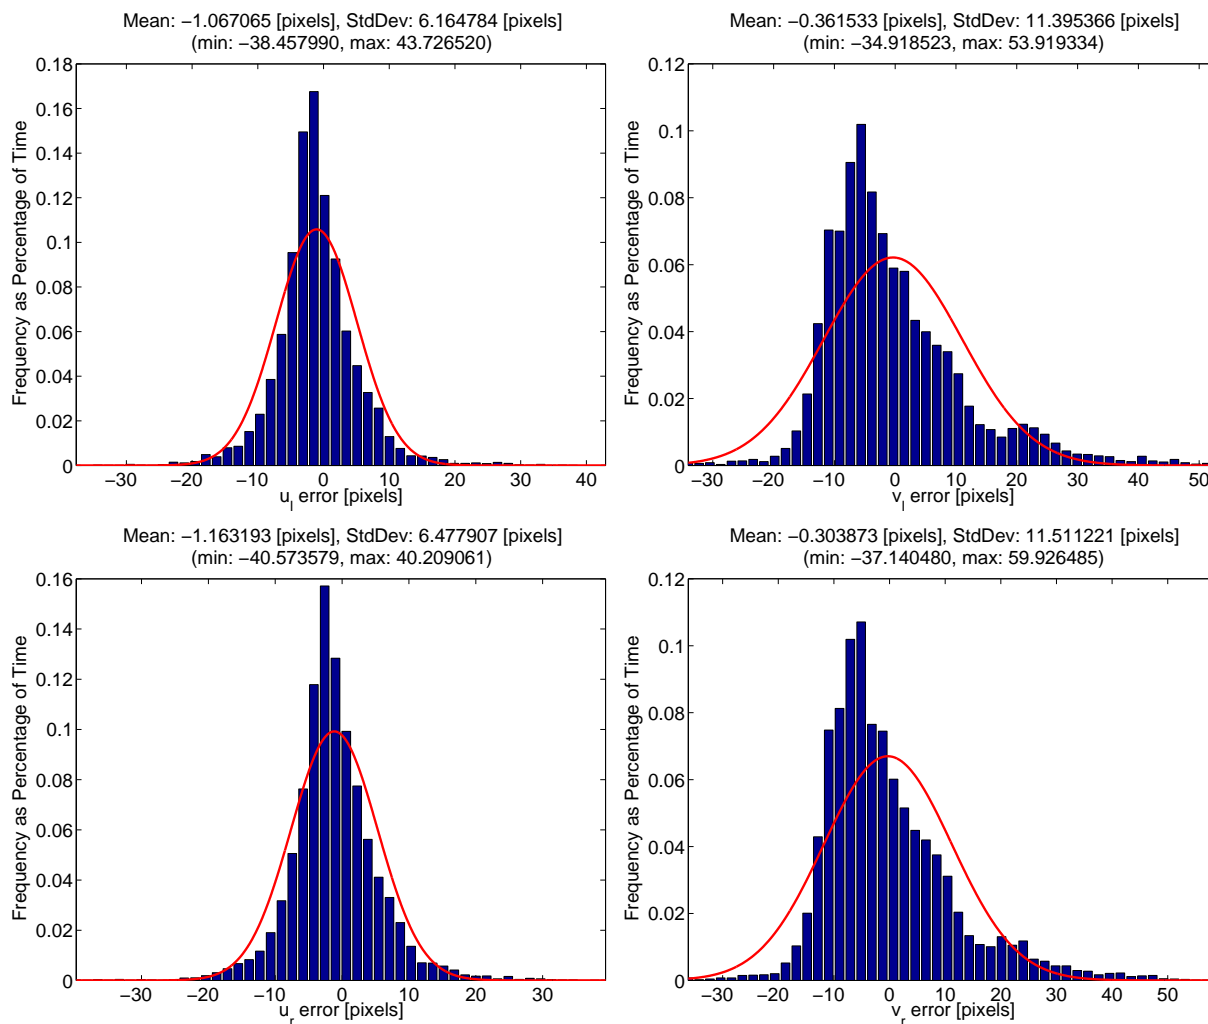 Mean: −1.067065 [pixels], StdDev: 6.164784 [pixels]
(min: −38.457990, max: 43.726520)
0.18
0.16
0.14
0.12
0.1
0.08
0.06
0.04
0.02
0
Frequency as Percentage of Time
−30 −20 −10 0 10 20 30 40
u_l error [pixels]
Mean: −0.361533 [pixels], StdDev: 11.395366 [pixels]
(min: −34.918523, max: 53.919334)
0.12
0.1
0.08
0.06
0.04
0.02
0
Frequency as Percentage of Time
−30 −20 −10 0 10 20 30 40 50
v_l error [pixels]
Mean: −1.163193 [pixels], StdDev: 6.477907 [pixels]
(min: −40.573579, max: 40.209061)
0.16
0.14
0.12
0.1
0.08
0.06
0.04
0.02
0
Frequency as Percentage of Time
−30 −20 −10 0 10 20 30
u_r error [pixels]
Mean: −0.303873 [pixels], StdDev: 11.511221 [pixels]
(min: −37.140480, max: 59.926485)
0.12
0.1
0.08
0.06
0.04
0.02
0
Frequency as Percentage of Time
−30 −20 −10 0 10 20 30 40 50
v_r error [pixels]